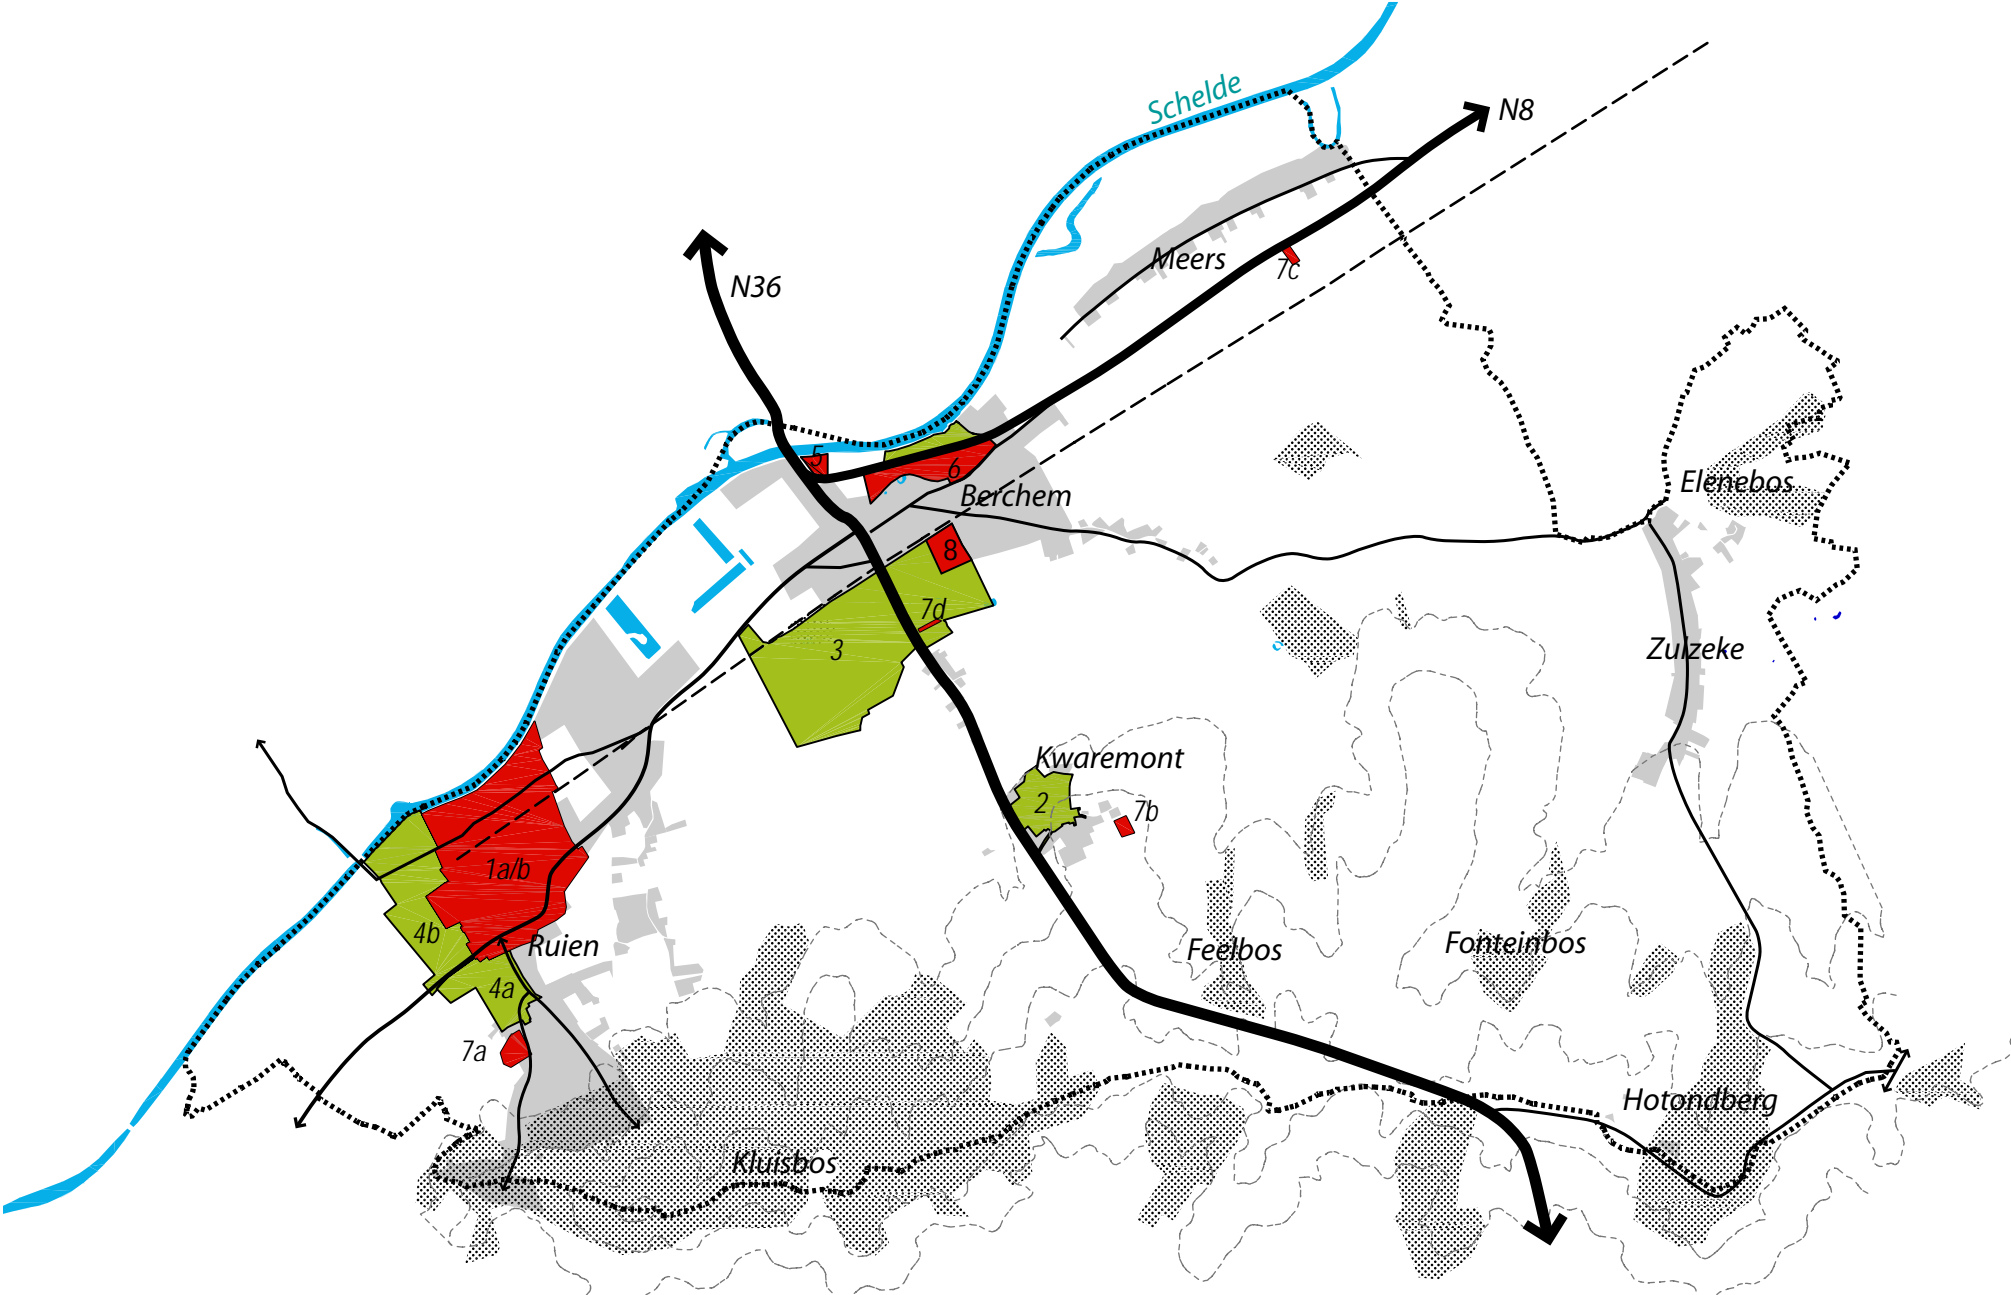 Schelde
N8
Meers
7c
N36
5
6
Berchem
Elenebos
8
7d
3
Zulzeke
Kwaremont
2
7b
1a/b
4b
Ruien
Feelbos
Fonteinbos
4a
7a
Hotondberg
Kluisbos